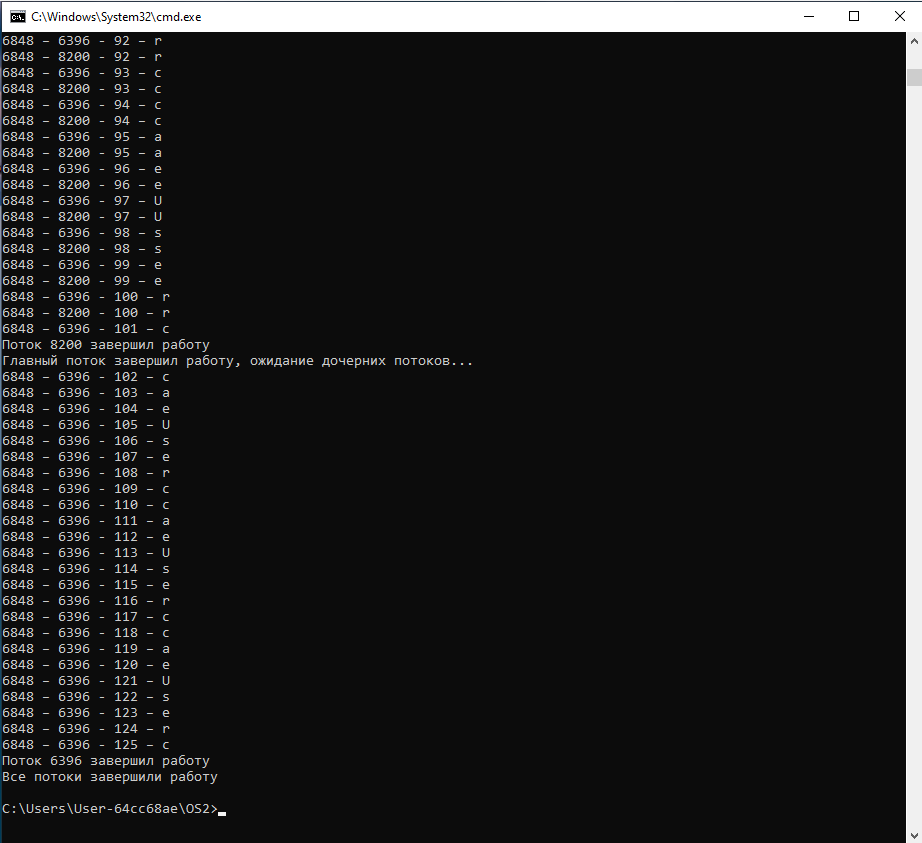 C:\Windows\System32\cmd.exe
6848 – 6396 - 92 – r
6848 – 8200 - 92 – r
6848 – 6396 - 93 – c
6848 – 8200 - 93 – c
6848 – 6396 - 94 – c
6848 – 8200 - 94 – c
6848 – 6396 - 95 – a
6848 – 8200 - 95 – a
6848 – 6396 - 96 – e
6848 – 8200 - 96 – e
6848 – 6396 - 97 – U
6848 – 8200 - 97 – U
6848 – 6396 - 98 – s
6848 – 8200 - 98 – s
6848 – 6396 - 99 – e
6848 – 8200 - 99 – e
6848 – 6396 - 100 – r
6848 – 8200 - 100 – r
6848 – 6396 - 101 – c
Поток 8200 завершил работу
Главный поток завершил работу, ожидание дочерних потоков...
6848 – 6396 - 102 – c
6848 – 6396 - 103 – a
6848 – 6396 - 104 – e
6848 – 6396 - 105 – U
6848 – 6396 - 106 – s
6848 – 6396 - 107 – e
6848 – 6396 - 108 – r
6848 – 6396 - 109 – c
6848 – 6396 - 110 – c
6848 – 6396 - 111 – a
6848 – 6396 - 112 – e
6848 – 6396 - 113 – U
6848 – 6396 - 114 – s
6848 – 6396 - 115 – e
6848 – 6396 - 116 – r
6848 – 6396 - 117 – c
6848 – 6396 - 118 – c
6848 – 6396 - 119 – a
6848 – 6396 - 120 – e
6848 – 6396 - 121 – U
6848 – 6396 - 122 – s
6848 – 6396 - 123 – e
6848 – 6396 - 124 – r
6848 – 6396 - 125 – c
Поток 6396 завершил работу
Все потоки завершили работу
C:\Users\User-64cc68ae\OS2>